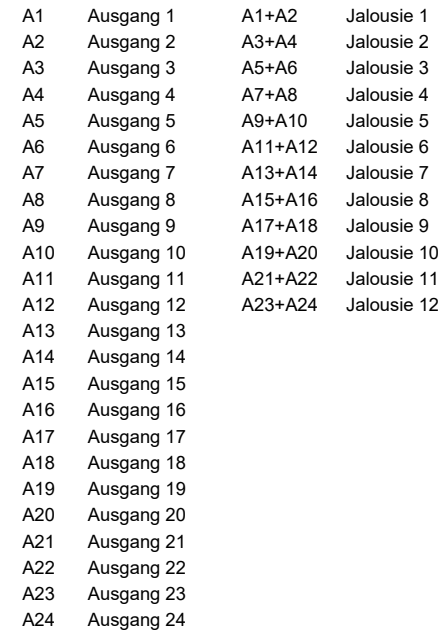 A1 Ausgang 1 A1+A2 Jalousie 1
A2 Ausgang 2 A3+A4 Jalousie 2
A3 Ausgang 3 A5+A6 Jalousie 3
A4 Ausgang 4 A7+A8 Jalousie 4
A5 Ausgang 5 A9+A10 Jalousie 5
A6 Ausgang 6 A11+A12 Jalousie 6
A7 Ausgang 7 A13+A14 Jalousie 7
A8 Ausgang 8 A15+A16 Jalousie 8
A9 Ausgang 9 A17+A18 Jalousie 9
A10 Ausgang 10 A19+A20 Jalousie 10
A11 Ausgang 11 A21+A22 Jalousie 11
A12 Ausgang 12 A23+A24 Jalousie 12
A13 Ausgang 13
A14 Ausgang 14
A15 Ausgang 15
A16 Ausgang 16
A17 Ausgang 17
A18 Ausgang 18
A19 Ausgang 19
A20 Ausgang 20
A21 Ausgang 21
A22 Ausgang 22
A23 Ausgang 23
A24 Ausgang 24